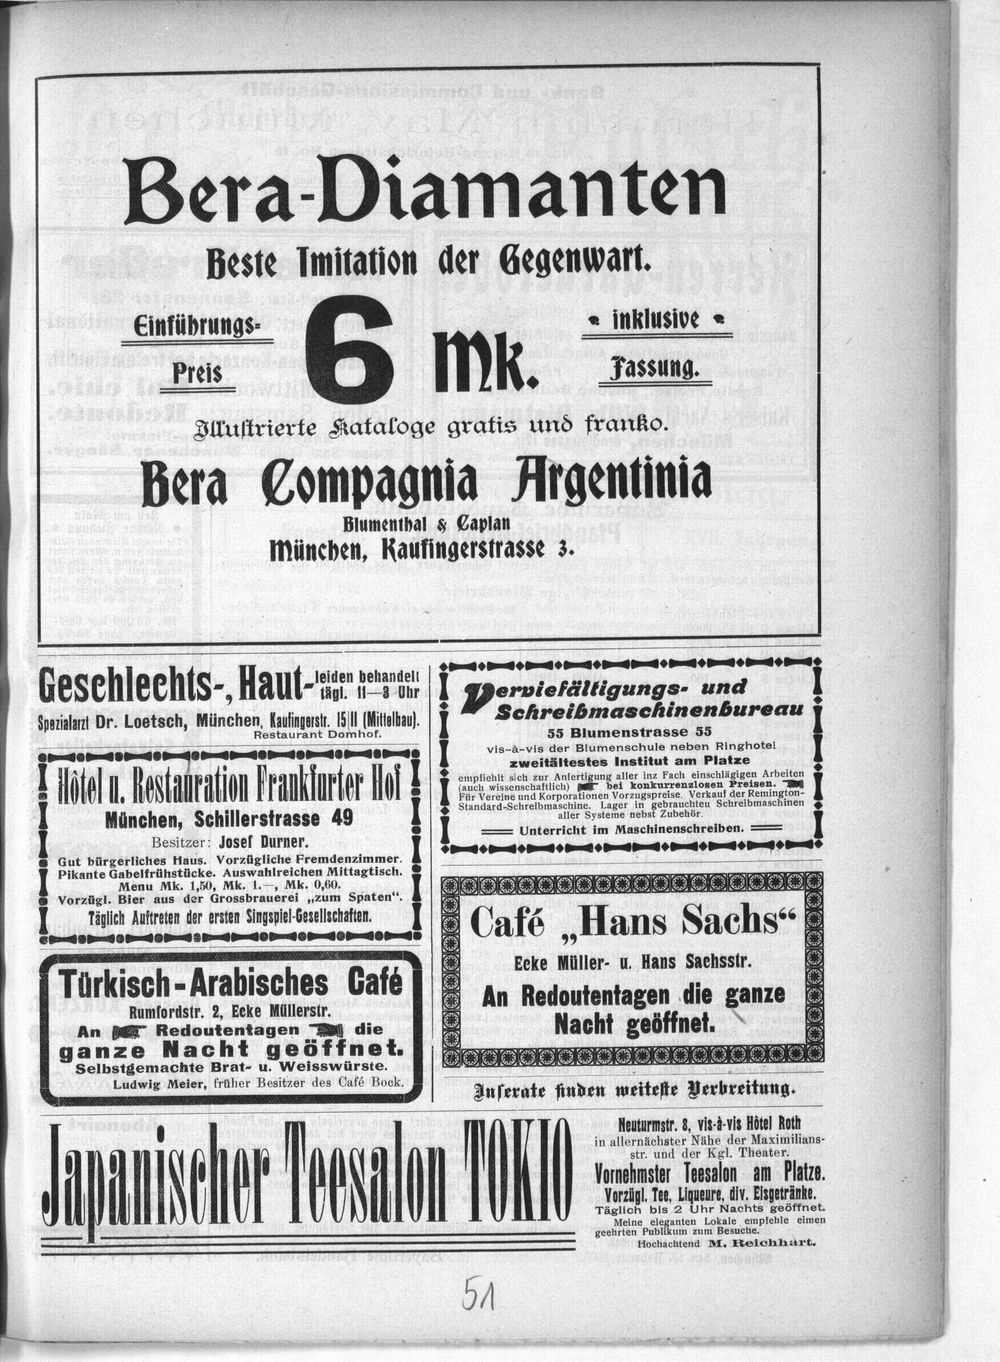 Bera-Diamanten
Beste Imitation der Gegenwart.
Einführungs-
Preis
6 Mk.
inklusive
Fassung.
Illustrierte Kataloge gratis und franko.
Bera Compagnia Argentinia
Blumenthal & Caplan
München, Kaufingerstrasse 3.
Geschlechts-, Haut-
leiden behandelt
tägl. 11—3 Uhr
Spezialarzt Dr. Loetsch, München, Kaufingerstr. 15/II (Mittelbau).
Restaurant Domhof.
Hôtel u. Restauration Frankfurter Hof
München, Schillerstrasse 49
Besitzer: Josef Durner.
Gut bürgerliches Haus. Vorzügliche Fremdenzimmer.
Pikante Gabelfrühstücke. Auswahlreichen Mittagtisch.
Menu Mk. 1,50, Mk. 1.—, Mk. 0,60.
Vorzügl. Bier aus der Grossbrauerei „zum Spaten“.
Täglich Auftreten der ersten Singspiel-Gesellschaften.
Türkisch-Arabisches Café
Rumfordstr. 2, Ecke Müllerstr.
An Redoutentagen die
ganze Nacht geöffnet.
Selbstgemachte Brat- u. Weisswürste.
Ludwig Meier, früher Besitzer des Café Bock.
Vervielfältigungs- und
Schreibmaschinenbureau
55 Blumenstrasse 55
vis-à-vis der Blumenschule neben Ringhotel
zweitältestes Institut am Platze
empfiehlt sich zur Anfertigung aller inz Fach einschlägigen Arbeiten
(auch wissenschaftlich) bei konkurrenzlosen Preisen.
Für Vereine und Korporationen Vorzugspreise. Verkauf der Remington-
Standard-Schreibmaschine. Lager in gebrauchten Schreibmaschinen
aller Systeme nebst Zubehör.
Unterricht im Maschinenschreiben.
Café „Hans Sachs“
Ecke Müller- u. Hans Sachsstr.
An Redoutentagen die ganze
Nacht geöffnet.
Inserate finden weiteste Verbreitung.
Japanischer Teesalon TOKIO
Neuturmstr. 8, vis-à-vis Hôtel Roth
in allernächster Nähe der Maximilians-
str. und der Kgl. Theater.
Vornehmster Teesalon am Platze.
Vorzügl. Tee, Liqueure, div. Eisgetränke.
Täglich bis 2 Uhr Nachts geöffnet.
Meine eleganten Lokale empfehle einen
geehrten Publikum zum Besuche.
Hochachtend M. Reichhart.
51